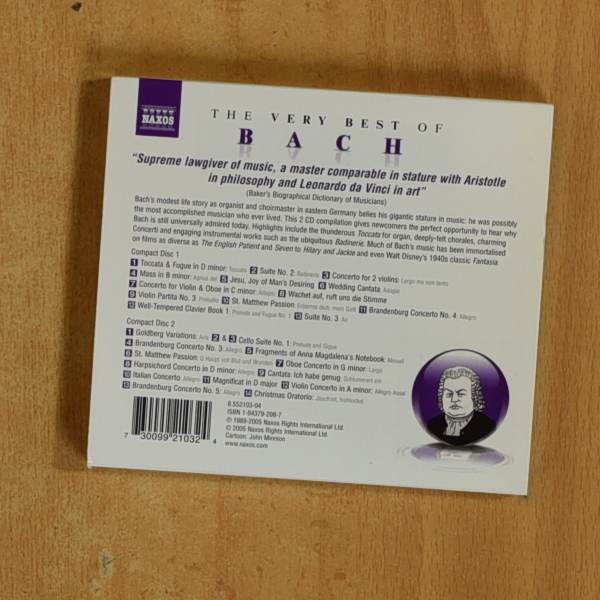 NAXOS
THE VERY BEST OF
BACH
"Supreme lawgiver of music, a master comparable in stature with Aristotle
in philosophy and Leonardo da Vinci in art"
(Baker's Biographical Dictionary of Musicians)
Bach's modest life story as organist and choirmaster in eastern Germany belies his gigantic stature in music: he was possibly
the most accomplished musician who ever lived. This 2 CD compilation gives newcomers the perfect opportunity to hear why
Bach is still universally admired today. Highlights include the thunderous Toccata for organ, deeply-felt chorales, charming
Concerti and engaging instrumental works such as the ubiquitous Badinerie. Much of Bach's music has been immortalised
on films as diverse as The English Patient and Seven to Hilary and Jackie and even Walt Disney's 1940s classic Fantasia.
Compact Disc 1
1 Toccata & Fugue in D minor: Toccata 2 Suite No. 2: Badinerie 3 Concerto for 2 violins: Largo ma non tanto
4 Mass in B minor: Agnus dei 5 Jesu, Joy of Man's Desiring 6 Wedding Cantata: Adagio
7 Concerto for Violin & Oboe in C minor: Adagio 8 Wachet auf, ruft uns die Stimme
9 Violin Partita No. 3: Preludio 10 St. Matthew Passion: Erbarme dich, mein Gott 11 Brandenburg Concerto No. 4: Allegro
12 Well-Tempered Clavier Book 1: Prelude and Fugue No. 1 13 Suite No. 3: Air
Compact Disc 2
1 Goldberg Variations: Aria 2 & 3 Cello Suite No. 1: Prelude and Gigue
4 Brandenburg Concerto No. 3: Allegro 5 Fragments of Anna Magdalena's Notebook: Minuet
6 St. Matthew Passion: O Haupt voll Blut und Wunden 7 Oboe Concerto in G minor: Largo
8 Harpsichord Concerto in D minor: Allegro 9 Cantata Ich habe genug: Schlummert ein
10 Italian Concerto: Allegro 11 Magnificat in D major 12 Violin Concerto in A minor: Allegro Assai
13 Brandenburg Concerto No. 5: Allegro 14 Christmas Oratorio: Jauchzet, frohlocket
8.552103-04
ISBN 1-84379-208-7
℗ 1989-2005 Naxos Rights International Ltd.
© 2005 Naxos Rights International Ltd.
Cartoon: John Minnion
www.naxos.com
7 30099 21032 4